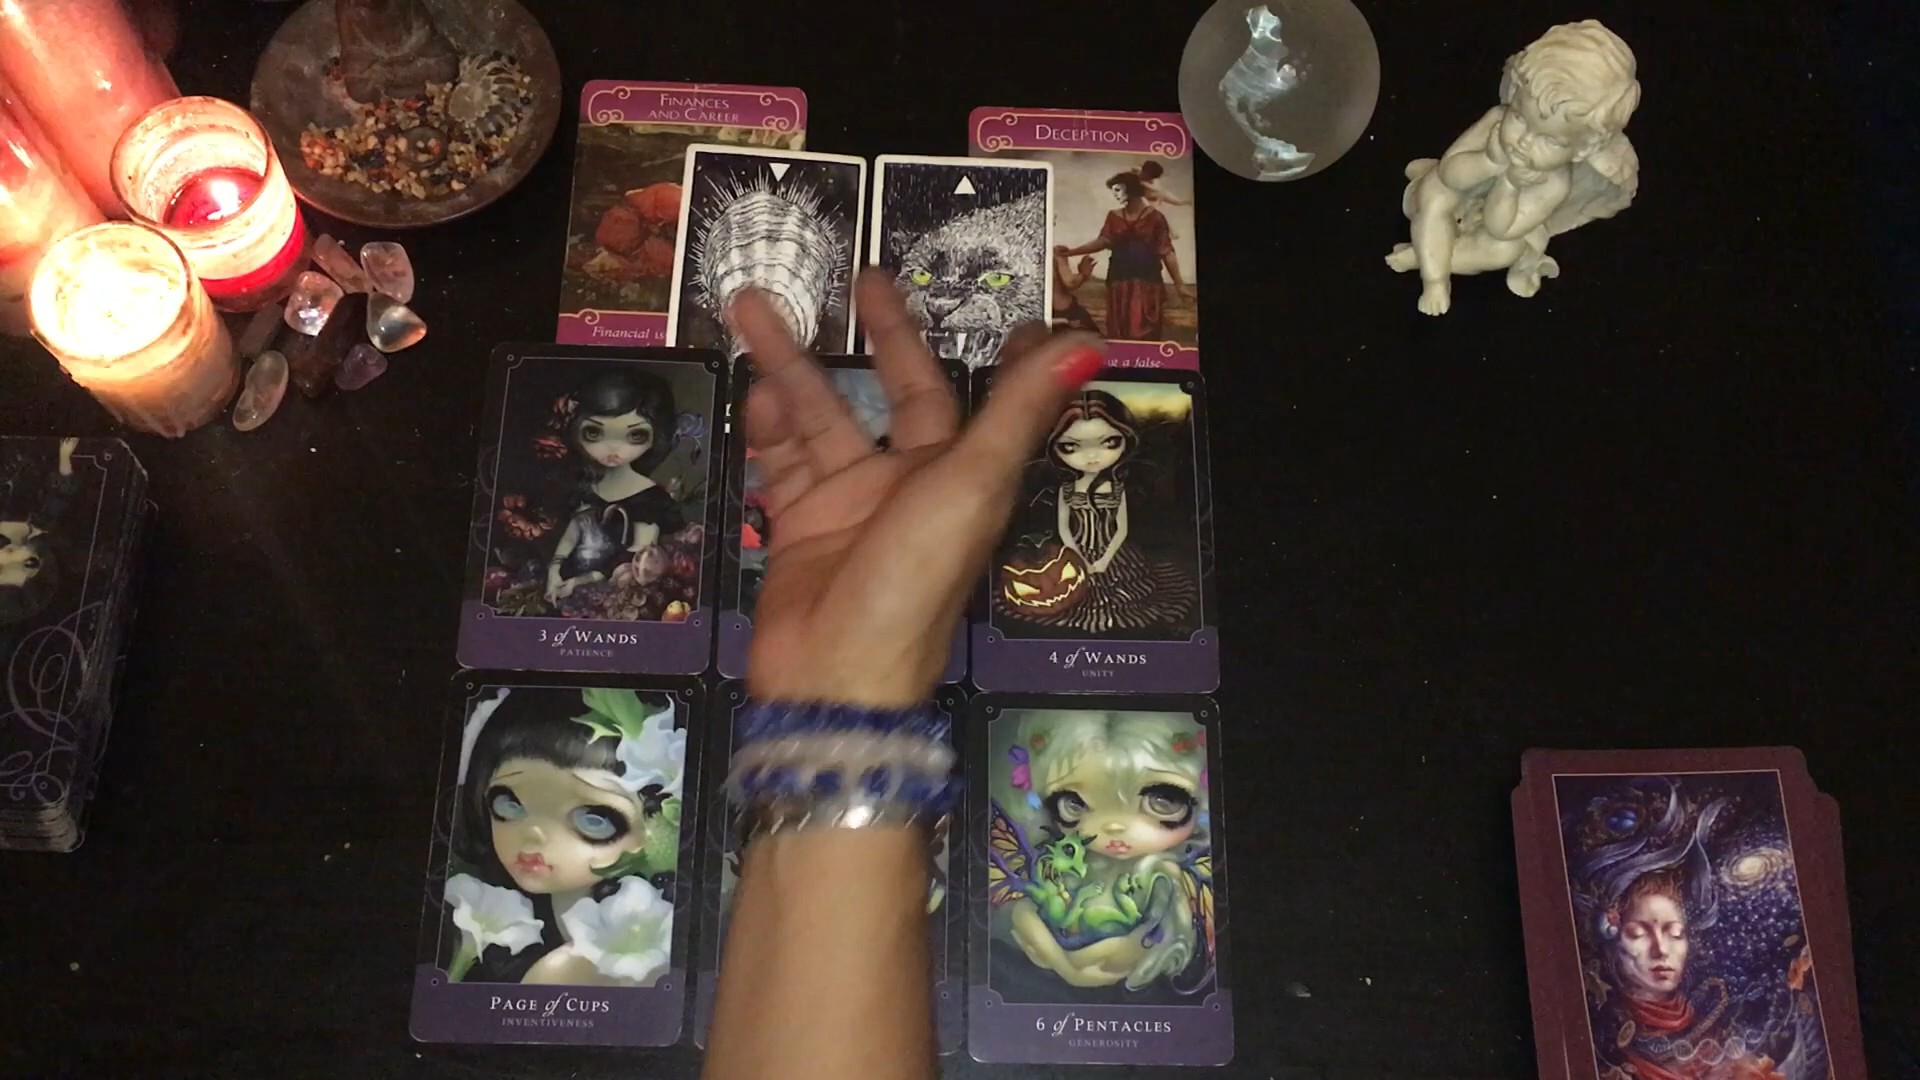 FINANCES
AND CAREER
DECEPTION
Financial is
a false-
3 of WANDS
PATIENCE
4 of WANDS
UNITY
PAGE of CUPS
INVENTIVENESS
6 of PENTACLES
GENEROSITY